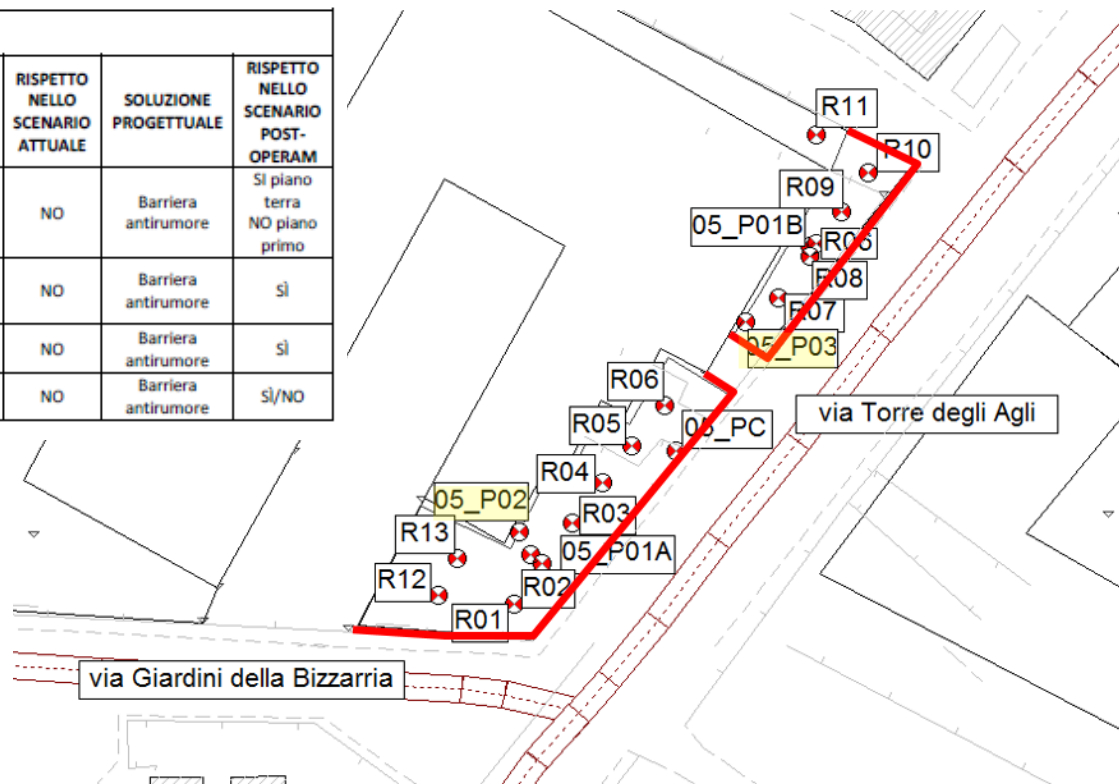 RISPETTO
NELLO
SCENARIO
ATTUALE
SOLUZIONE
PROGETTUALE
RISPETTO
NELLO
SCENARIO
POST-
OPERAM
NO
Barriera
antirumore
SI piano
terra
NO piano
primo
NO
Barriera
antirumore
SÌ
NO
Barriera
antirumore
SÌ
NO
Barriera
antirumore
SÌ/NO
R11
R10
R09
05_P01B
R06
R08
R07
05_P03
R06
via Torre degli Agli
R05
05_PC
R04
05_P02
R03
R13
05_P01A
R12
R02
R01
via Giardini della Bizzarria